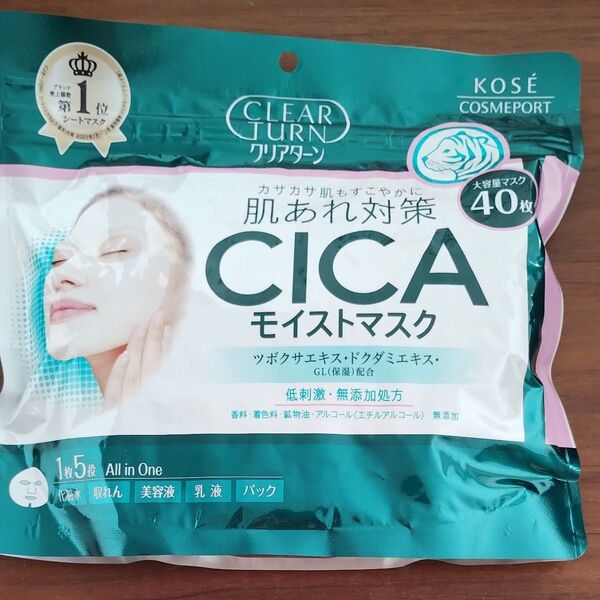 ブランド
売上個数
第1位
シートマスク
CLEAR
TURN
クリアターン
KOSÉ
COSMEPORT
大容量マスク
40枚
カサカサ肌もすこやかに
肌あれ対策
CICA
モイストマスク
ツボクサエキス・ドクダミエキス・
GL(保湿)配合
低刺激・無添加処方
香料・着色料・鉱物油・アルコール(エチルアルコール) 無添加
1枚5役 All in One
化粧水 収れん 美容液 乳液 パック